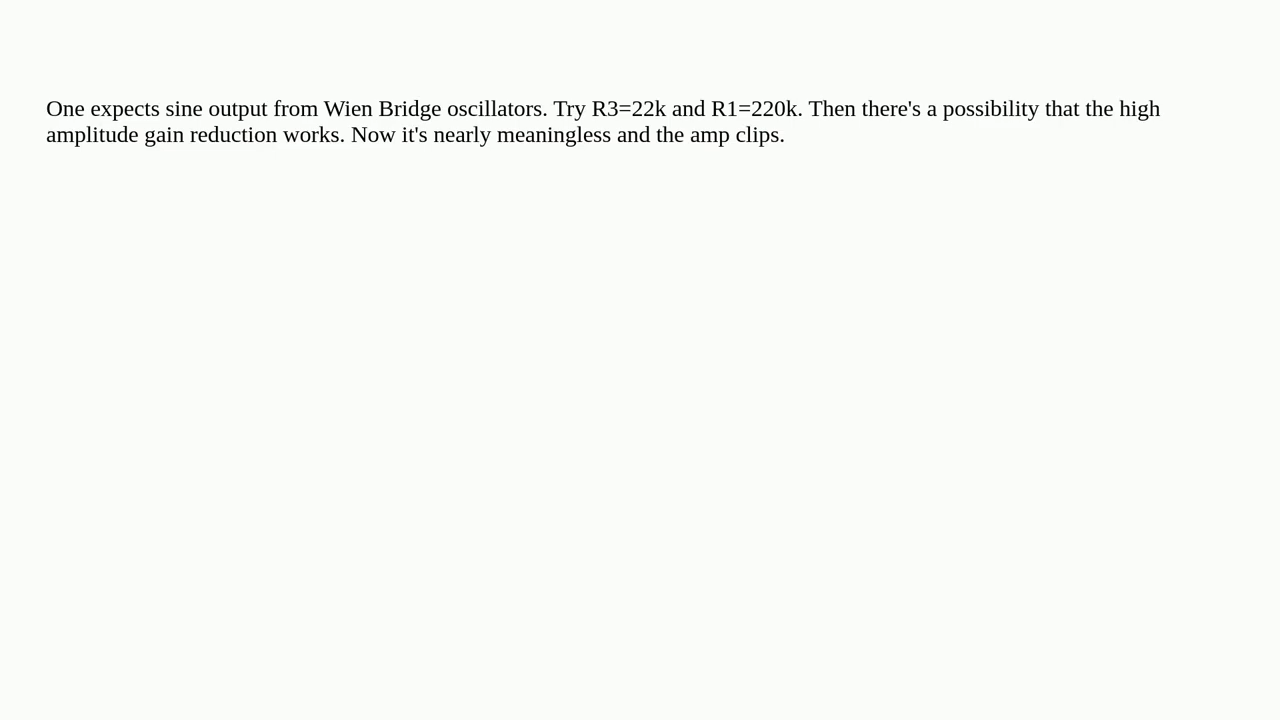 One expects sine output from Wien Bridge oscillators. Try R3=22k and R1=220k. Then there's a possibility that the high
amplitude gain reduction works. Now it's nearly meaningless and the amp clips.